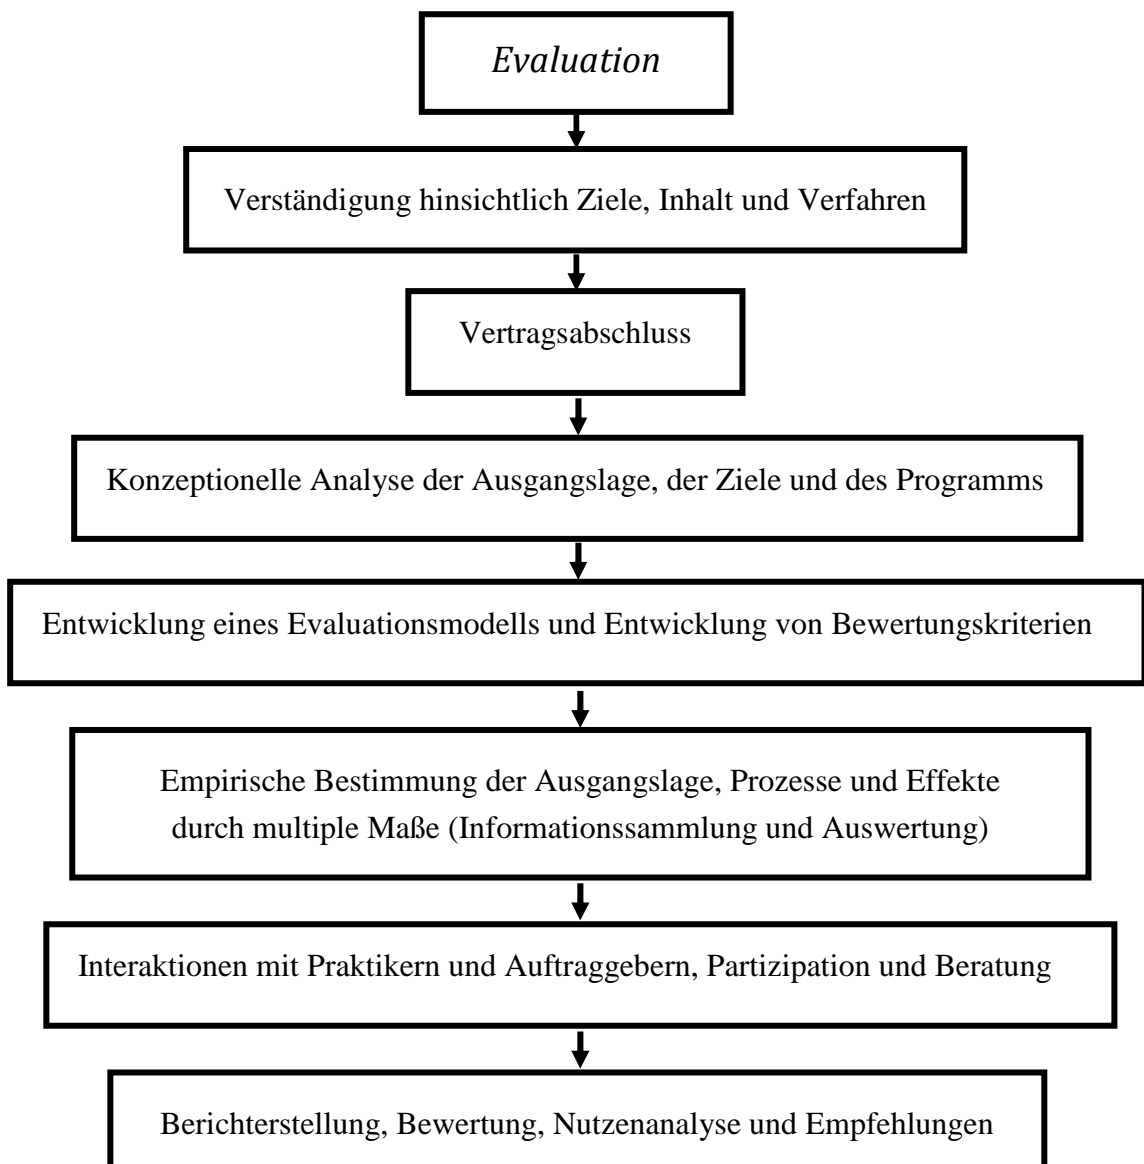 Evaluation
Verständigung hinsichtlich Ziele, Inhalt und Verfahren
Vertragsabschluss
Konzeptionelle Analyse der Ausgangslage, der Ziele und des Programms
Entwicklung eines Evaluationsmodells und Entwicklung von Bewertungskriterien
Empirische Bestimmung der Ausgangslage, Prozesse und Effekte
durch multiple Maße (Informationssammlung und Auswertung)
Interaktionen mit Praktikern und Auftraggebern, Partizipation und Beratung
Berichterstellung, Bewertung, Nutzenanalyse und Empfehlungen